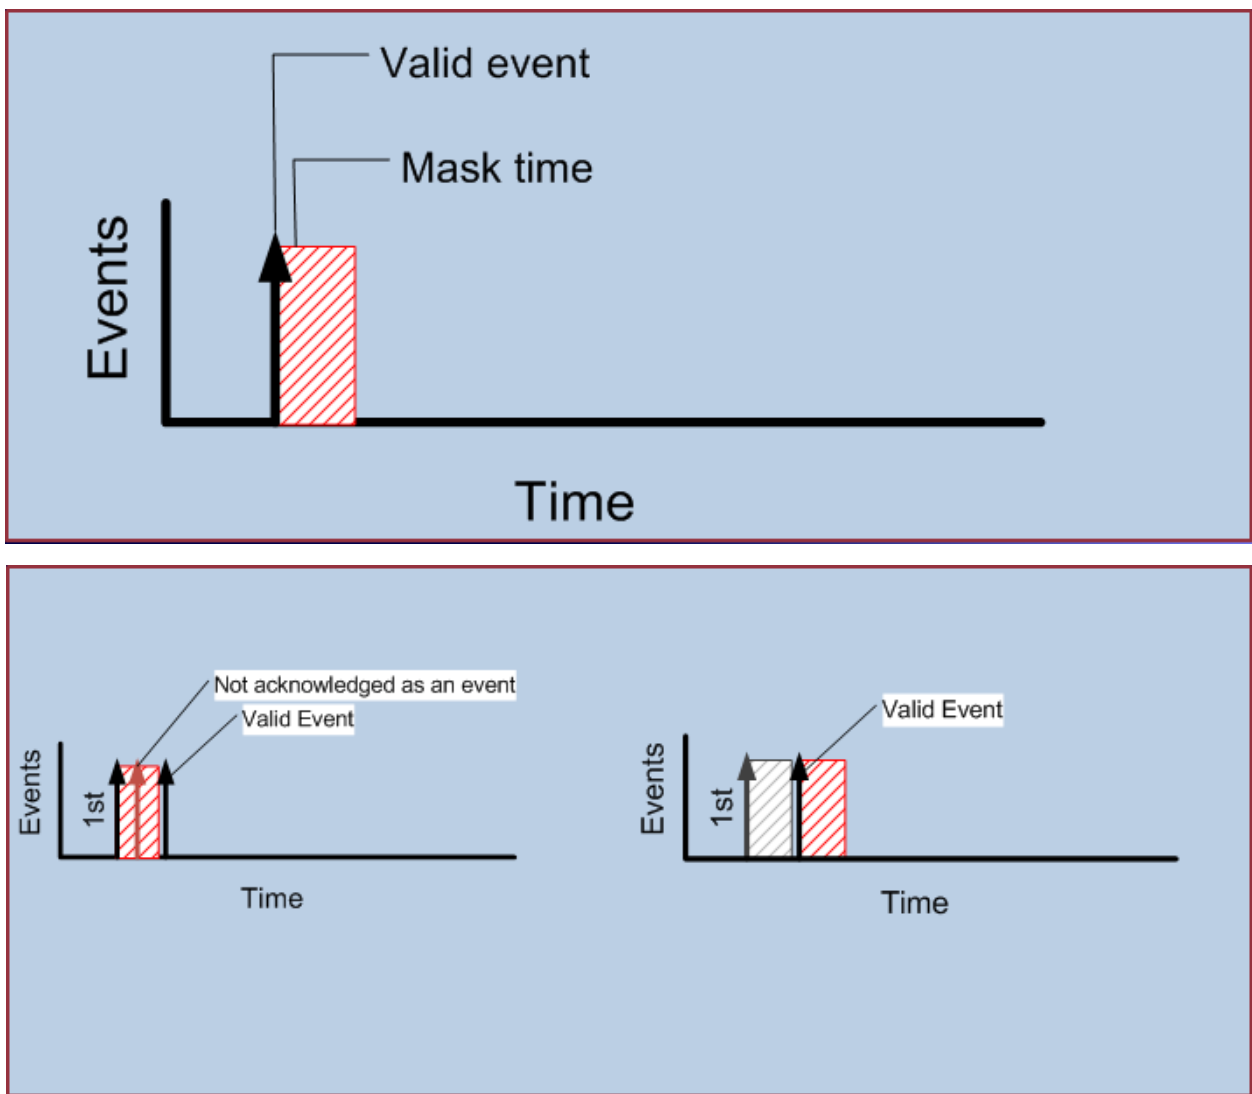 Valid event
Mask time
Events
Time
Not acknowledged as an event
Valid Event
Events
1st
Time
Valid Event
Events
1st
Time